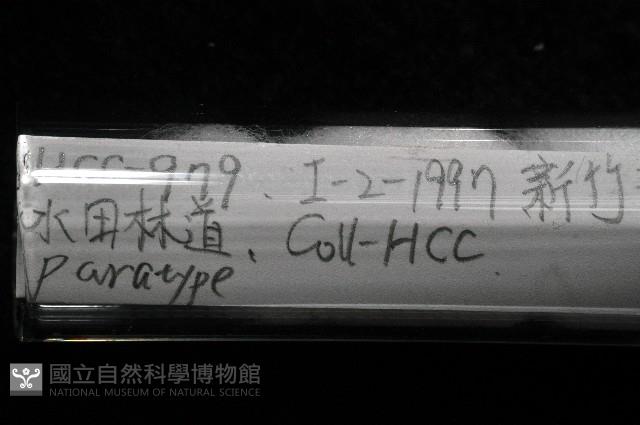 HCC-979、I-2-1997 新竹
水田林道、Coll-HCC
paratype
國立自然科學博物館
NATIONAL MUSEUM OF NATURAL SCIENCE